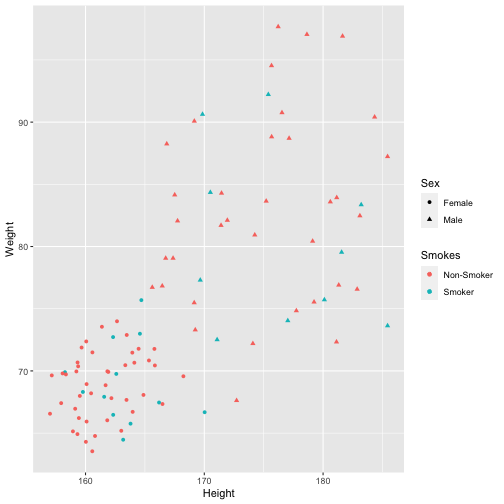 90
80
70
160
170
180
Height
Weight
Sex
Female
Male
Smokes
Non-Smoker
Smoker